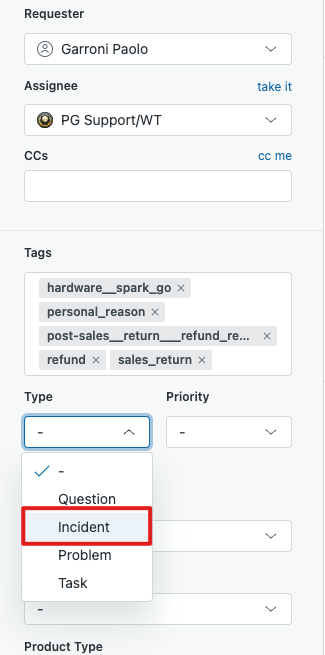 Requester
Garroni Paolo
Assignee take it
PG Support/WT
CCs cc me
Tags
hardware__spark_go ×
personal_reason ×
post-sales__return___refund_re... ×
refund × sales_return ×
Type Priority
- -
-
Question
Incident
Problem
Task
-
Product Type